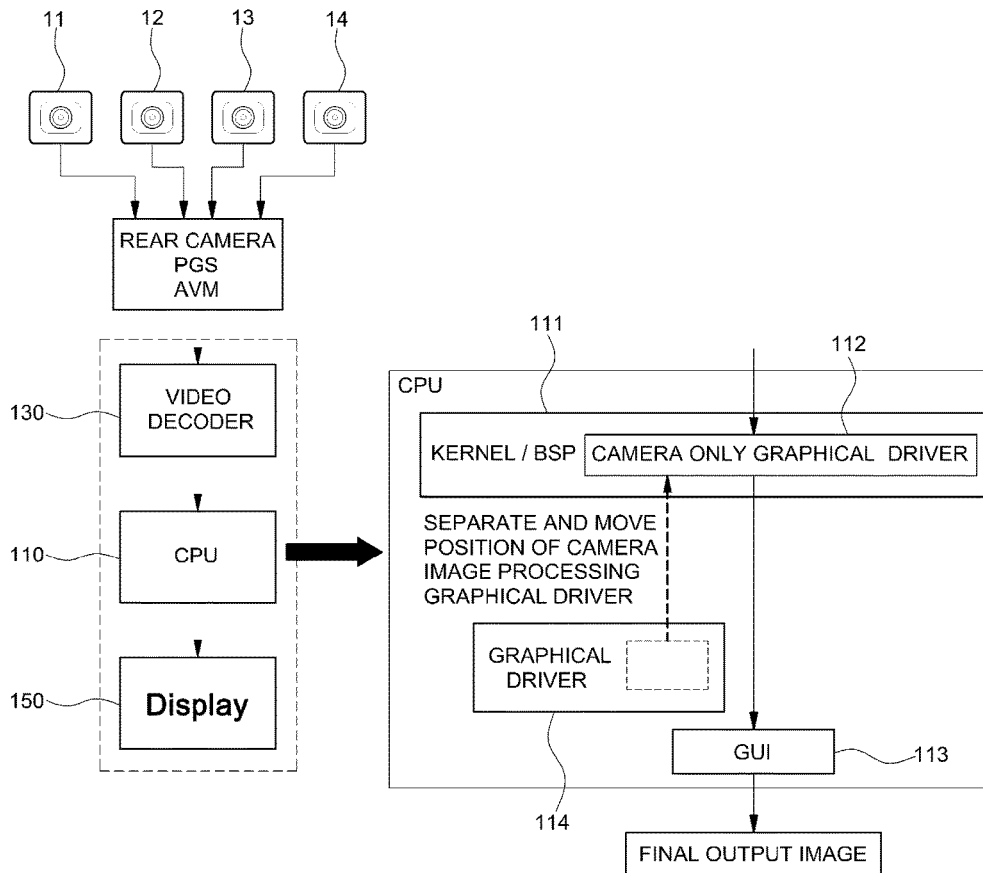 11
12
13
14
REAR CAMERA
PGS
AVM
130
VIDEO
DECODER
110
CPU
150
Display
111
112
CPU
KERNEL / BSP
CAMERA ONLY GRAPHICAL DRIVER
SEPARATE AND MOVE
POSITION OF CAMERA
IMAGE PROCESSING
GRAPHICAL DRIVER
GRAPHICAL
DRIVER
GUI
113
114
FINAL OUTPUT IMAGE